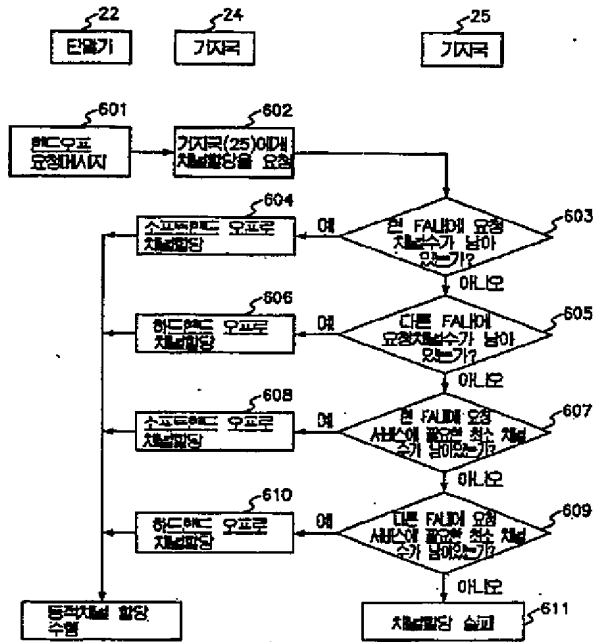 22
단말기
24
기지국
25
기지국
601
핸드오프
요청메시지
602
기지국(25)에게
채널할당을 요청
603
현 FA내에 요청
채널수가 남아
있는가?
예
604
소프트핸드 오프로
채널할당
아니오
605
다른 FA내에
요청채널수가 남아
있는가?
예
606
하드핸드 오프로
채널할당
아니오
607
현 FA내에 요청
서비스에 필요한 최소 채널
수가 남아있는가?
예
608
소프트핸드 오프로
채널할당
아니오
609
다른 FA내에 요청
서비스에 필요한 최소 채널
수가 남아있는가?
예
610
하드핸드 오프로
채널할당
아니오
동적채널 할당
수행
채널할당 실패
611